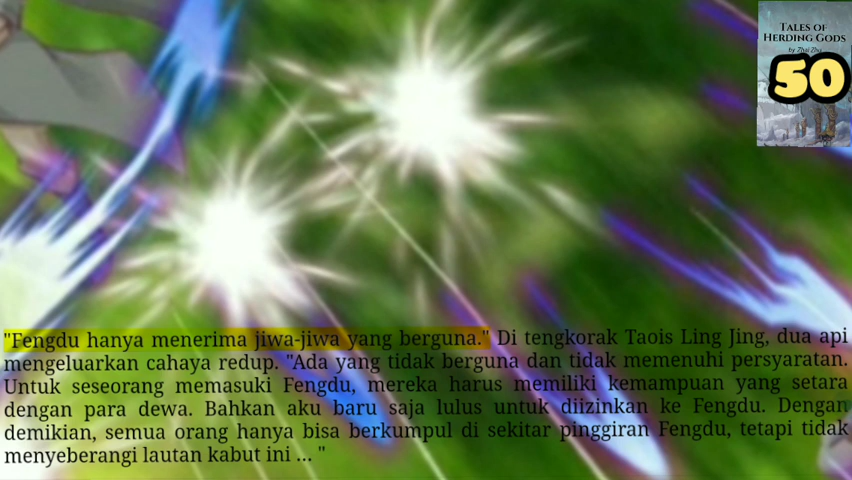 TALES OF
HERDING GODS
by Zhai Zhu
50
"Fengdu hanya menerima jiwa-jiwa yang berguna." Di tengkorak Taois Ling Jing, dua api
mengeluarkan cahaya redup. "Ada yang tidak berguna dan tidak memenuhi persyaratan.
Untuk seseorang memasuki Fengdu, mereka harus memiliki kemampuan yang setara
dengan para dewa. Bahkan aku baru saja lulus untuk diizinkan ke Fengdu. Dengan
demikian, semua orang hanya bisa berkumpul di sekitar pinggiran Fengdu, tetapi tidak
menyeberangi lautan kabut ini ... "